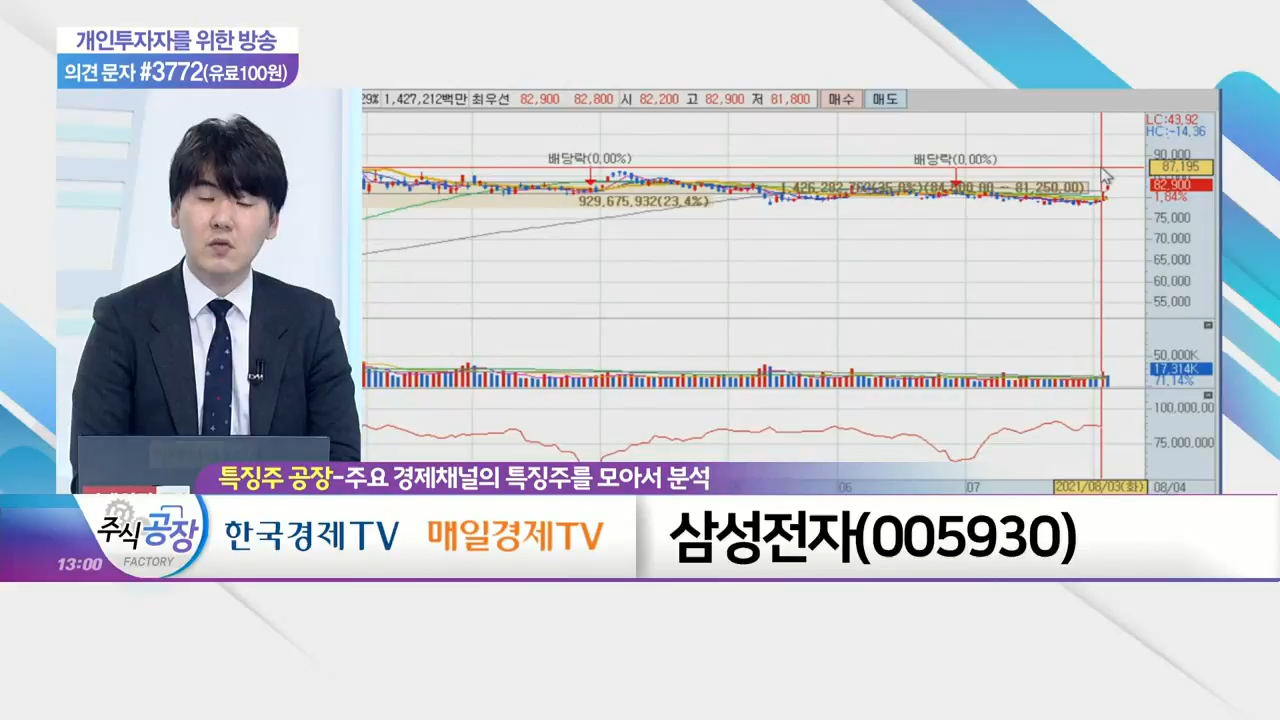 개인투자자를 위한 방송
의견 문자 #3772(유료100원)
29% 1,427,212백만 최우선 82,900 82,800 시 82,200 고 82,900 저 81,800 매수 매도
LC:43,92
HC:-14,36
배당락(0,00%) 배당락(0,00%)
90,000
87,195
82,900
1,84%
929,675,932(23,4%)
75,000
70,000
65,000
60,000
55,000
50,000K
17,314K
71,14%
100,000,00
75,000,000
06 07 2021/08/03(화) 08/04
특징주 공장-주요 경제채널의 특징주를 모아서 분석
주식공장
FACTORY
13:00
한국경제TV 매일경제TV
삼성전자(005930)